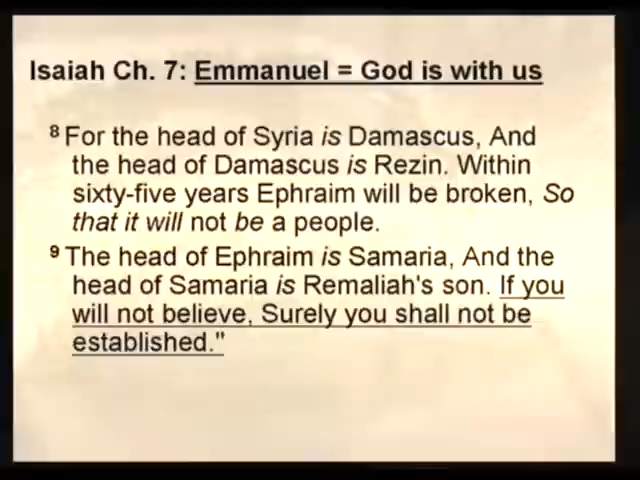 Isaiah Ch. 7: Emmanuel = God is with us
8 For the head of Syria is Damascus, And
the head of Damascus is Rezin. Within
sixty-five years Ephraim will be broken, So
that it will not be a people.
9 The head of Ephraim is Samaria, And the
head of Samaria is Remaliah's son. If you
will not believe, Surely you shall not be
established."